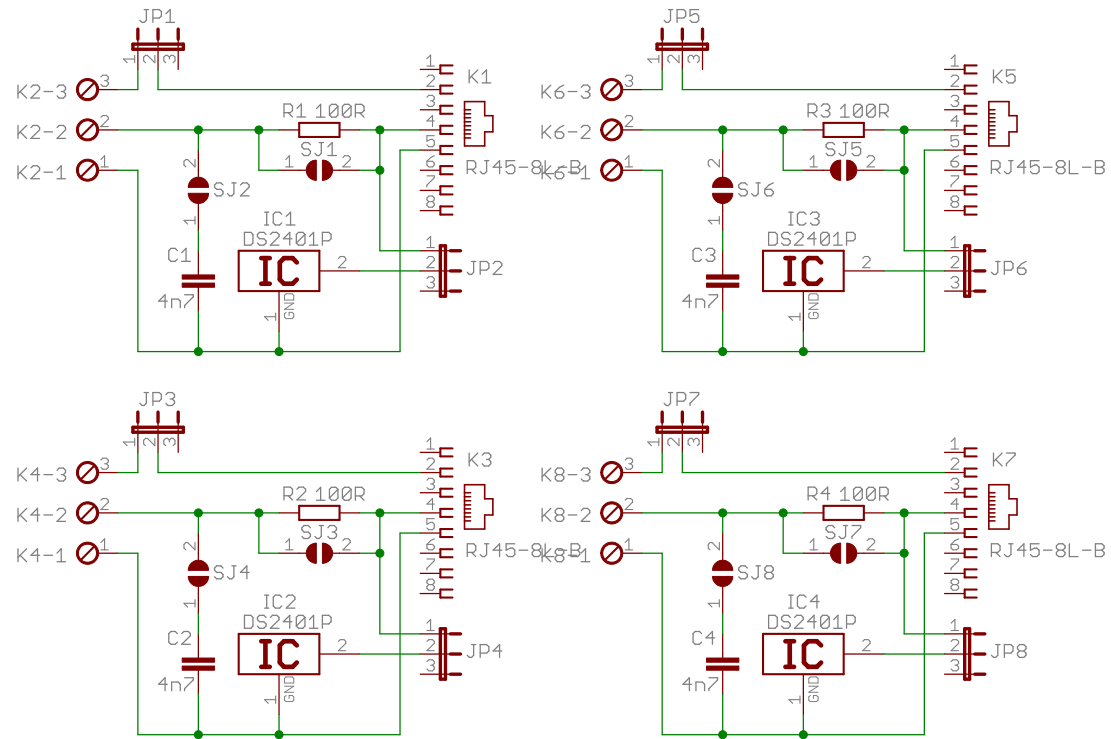 JP1
1 2 3
K2-3 3
K2-2 2
K2-1 1
R1 100R
SJ1
1 2
2
SJ2
1
C1
4n7
IC1
DS2401P
IC
2
1
GND
1
2
3
4
5
6
7
8
K1
RJ45-8L-B
1
2
3
JP2
JP5
1 2 3
K6-3 3
K6-2 2
K6-1 1
R3 100R
SJ5
1 2
2
SJ6
1
C3
4n7
IC3
DS2401P
IC
2
1
GND
1
2
3
4
5
6
7
8
K5
RJ45-8L-B
1
2
3
JP6
JP3
1 2 3
K4-3 3
K4-2 2
K4-1 1
R2 100R
SJ3
1 2
2
SJ4
1
C2
4n7
IC2
DS2401P
IC
2
1
GND
1
2
3
4
5
6
7
8
K3
RJ45-8L-B
1
2
3
JP4
JP7
1 2 3
K8-3 3
K8-2 2
K8-1 1
R4 100R
SJ7
1 2
2
SJ8
1
C4
4n7
IC4
DS2401P
IC
2
1
GND
1
2
3
4
5
6
7
8
K7
RJ45-8L-B
1
2
3
JP8